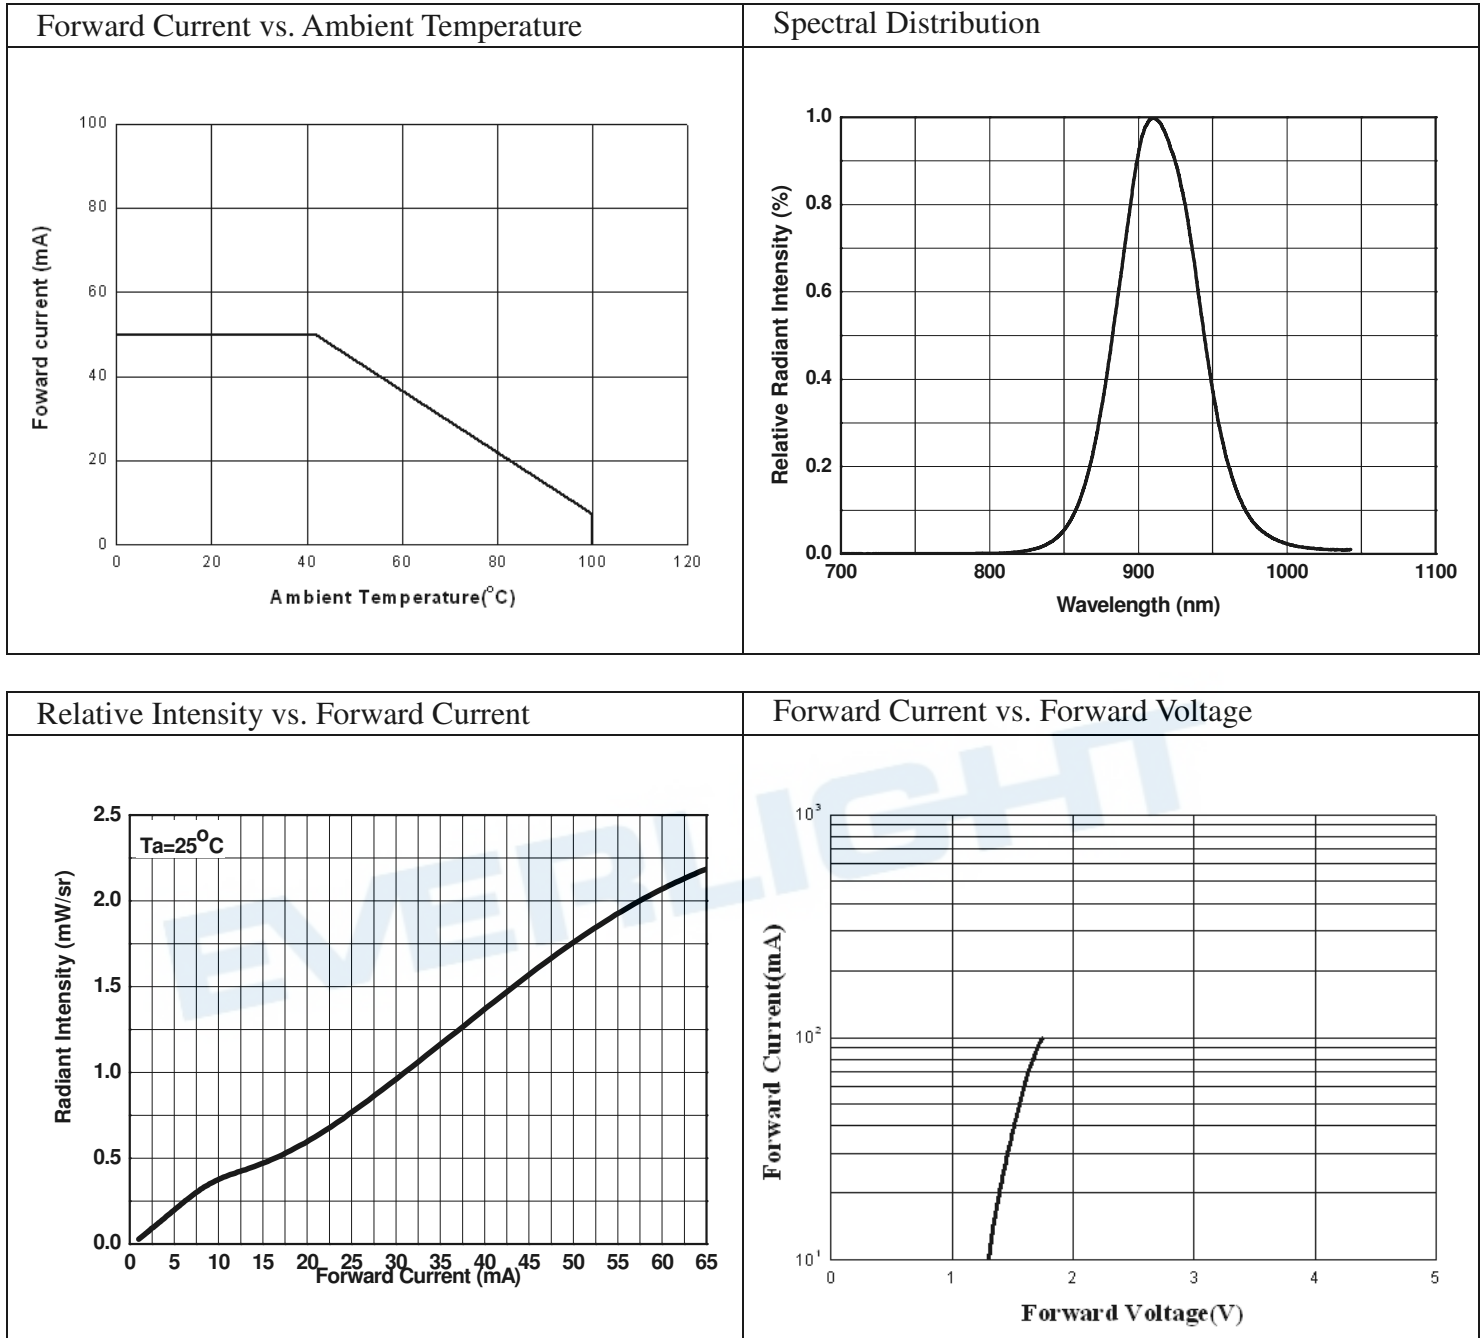 Forward Current vs. Ambient Temperature
Spectral Distribution
100
80
60
40
20
0
0 20 40 60 80 100 120
Foward current (mA)
Ambient Temperature(°C)
1.0
0.8
0.6
0.4
0.2
0.0
700 800 900 1000 1100
Relative Radiant Intensity (%)
Wavelength (nm)
Relative Intensity vs. Forward Current
Forward Current vs. Forward Voltage
EVERLIGHT
2.5
2.0
1.5
1.0
0.5
0.0
Ta=25°C
0 5 10 15 20 25 30 35 40 45 50 55 60 65
Radiant Intensity (mW/sr)
Forward Current (mA)
10³
10²
10¹
0 1 2 3 4 5
Forward Current(mA)
Forward Voltage(V)